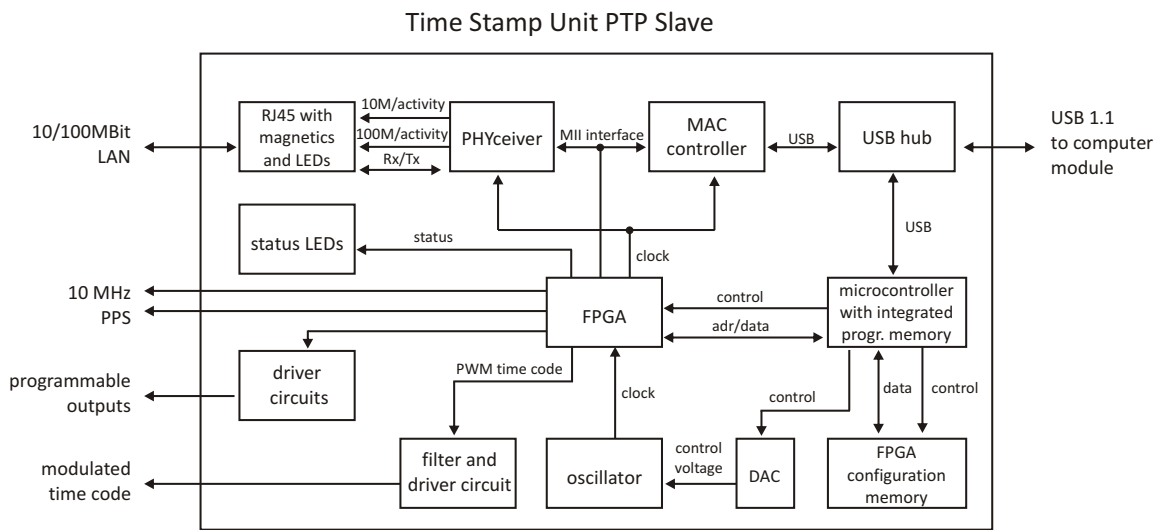 Time Stamp Unit PTP Slave
10/100MBit
LAN
RJ45 with
magnetics
and LEDs
10M/activity
100M/activity
Rx/Tx
PHYceiver
MII interface
MAC
controller
USB
USB hub
USB 1.1
to computer
module
status LEDs
status
clock
USB
10 MHz
PPS
FPGA
control
adr/data
microcontroller
with integrated
progr. memory
programmable
outputs
driver
circuits
PWM time code
clock
control
data
control
modulated
time code
filter and
driver circuit
oscillator
control
voltage
DAC
FPGA
configuration
memory